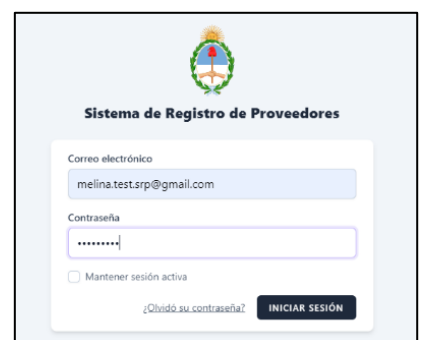 Sistema de Registro de Proveedores
Correo electrónico
melina.test.srp@gmail.com
Contraseña
•••••••••
Mantener sesión activa
¿Olvidó su contraseña? INICIAR SESIÓN